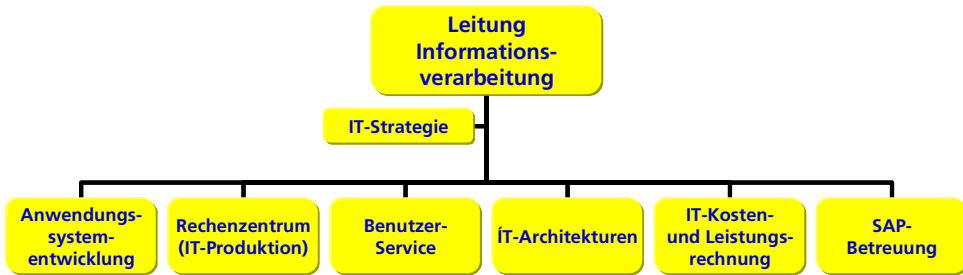 Leitung
Informations-
verarbeitung
IT-Strategie
Anwendungs-
system-
entwicklung
Rechenzentrum
(IT-Produktion)
Benutzer-
Service
ÍT-Architekturen
IT-Kosten-
und Leistungs-
rechnung
SAP-
Betreuung